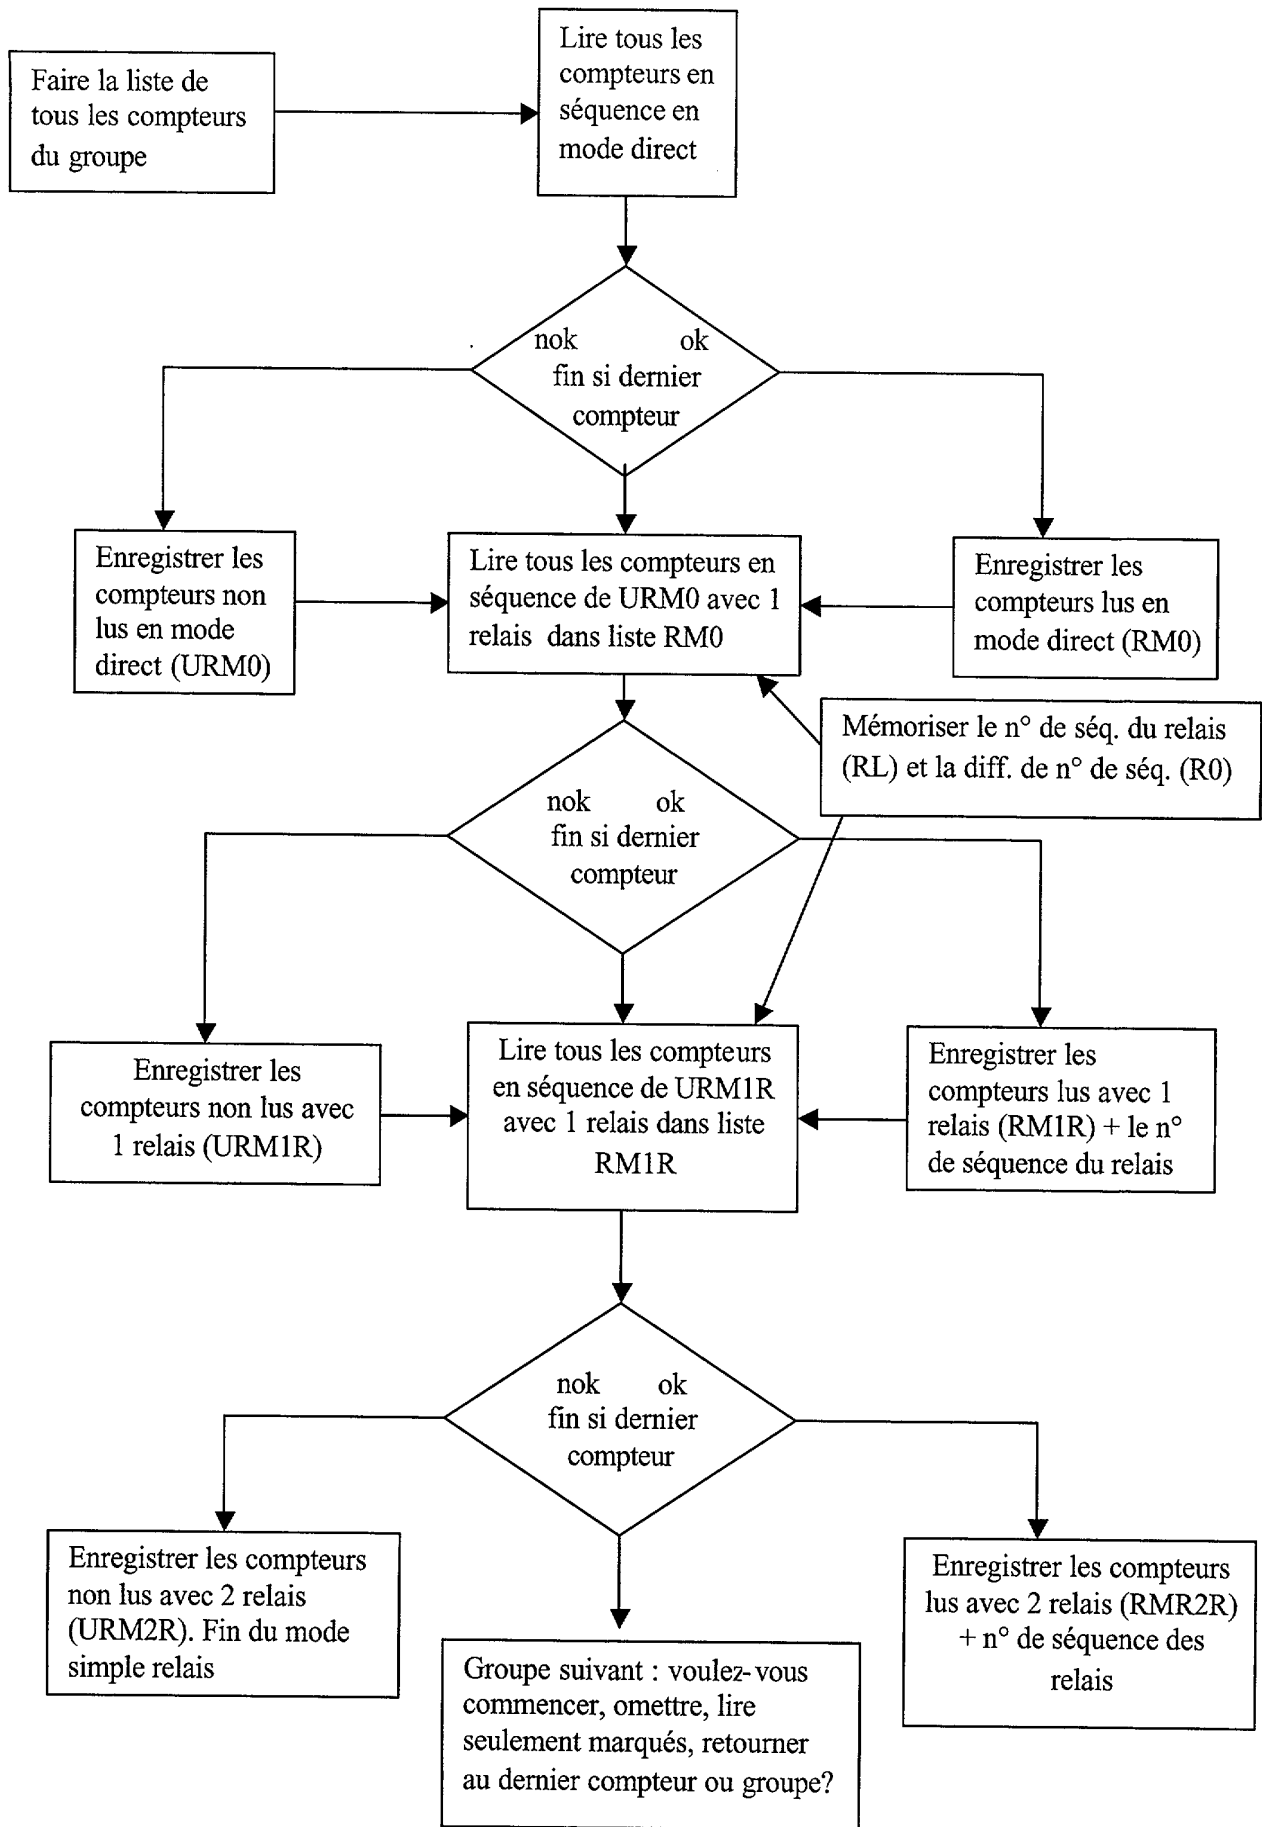 Faire la liste de
tous les compteurs
du groupe
Lire tous les
compteurs en
séquence en
mode direct
nok ok
fin si dernier
compteur
Enregistrer les
compteurs non
lus en mode
direct (URM0)
Lire tous les compteurs en
séquence de URM0 avec 1
relais dans liste RM0
Enregistrer les
compteurs lus en
mode direct (RM0)
Mémoriser le n° de séq. du relais
(RL) et la diff. de n° de séq. (R0)
nok ok
fin si dernier
compteur
Enregistrer les
compteurs non lus avec
1 relais (URM1R)
Lire tous les compteurs
en séquence de URM1R
avec 1 relais dans liste
RM1R
Enregistrer les
compteurs lus avec 1
relais (RM1R) + le n°
de séquence du relais
nok ok
fin si dernier
compteur
Enregistrer les compteurs
non lus avec 2 relais
(URM2R). Fin du mode
simple relais
Groupe suivant : voulez-vous
commencer, omettre, lire
seulement marqués, retourner
au dernier compteur ou groupe?
Enregistrer les compteurs
lus avec 2 relais (RMR2R)
+ n° de séquence des
relais